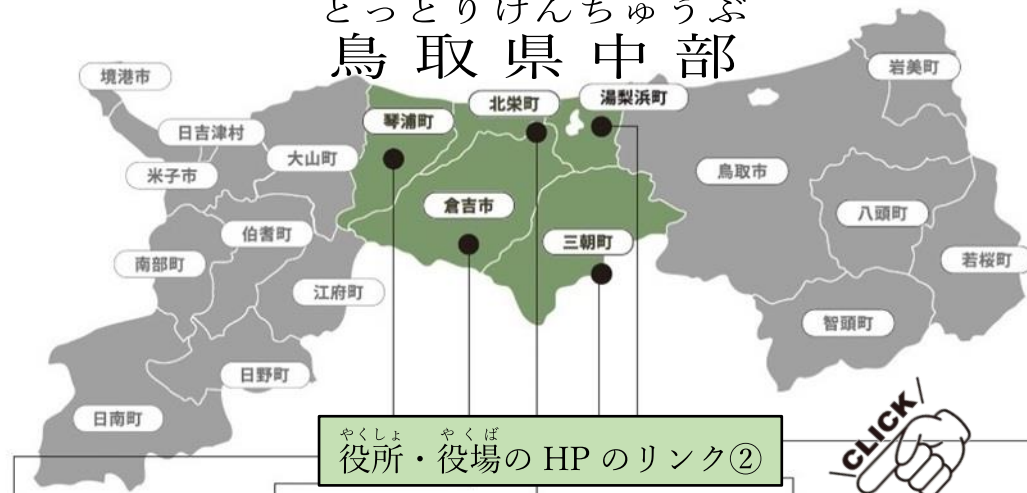 とっとりけんちゅうぶ
鳥取県中部
境港市
岩美町
北栄町
湯梨浜町
琴浦町
日吉津村
大山町
鳥取市
米子市
倉吉市
八頭町
伯耆町
三朝町
南部町
若桜町
江府町
智頭町
日野町
日南町
CLICK
やくしょ やくば
役所・役場の HP のリンク②